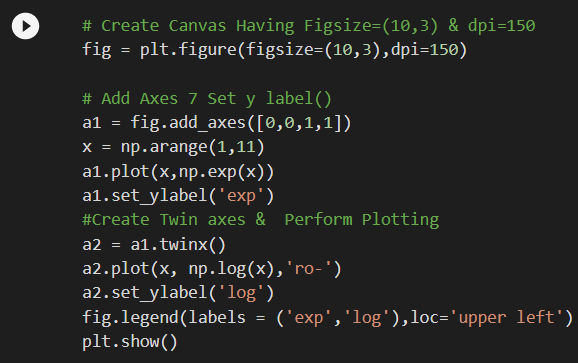 # Create Canvas Having Figsize=(10,3) & dpi=150
fig = plt.figure(figsize=(10,3),dpi=150)
# Add Axes 7 Set y label()
a1 = fig.add_axes([0,0,1,1])
x = np.arange(1,11)
a1.plot(x,np.exp(x))
a1.set_ylabel('exp')
#Create Twin axes &  Perform Plotting
a2 = a1.twinx()
a2.plot(x, np.log(x),'ro-')
a2.set_ylabel('log')
fig.legend(labels = ('exp','log'),loc='upper left')
plt.show()